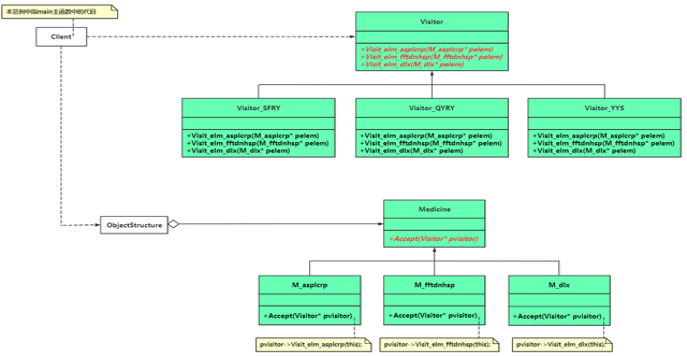 本范例中指main主函数中的代码
Client
Visitor
+Visit_elm_asplcrp(M_asplcrp* pelem)
+Visit_elm_fftdnhsp(M_fftdnhsp* pelem)
+Visit_elm_dlx(M_dlx* pelem)
Visitor_SFRY
+Visit_elm_asplcrp(M_asplcrp* pelem)
+Visit_elm_fftdnhsp(M_fftdnhsp* pelem)
+Visit_elm_dlx(M_dlx* pelem)
Visitor_QYRY
+Visit_elm_asplcrp(M_asplcrp* pelem)
+Visit_elm_fftdnhsp(M_fftdnhsp* pelem)
+Visit_elm_dlx(M_dlx* pelem)
Visitor_YYS
+Visit_elm_asplcrp(M_asplcrp* pelem)
+Visit_elm_fftdnhsp(M_fftdnhsp* pelem)
+Visit_elm_dlx(M_dlx* pelem)
ObjectStructure
Medicine
+Accept(Visitor* pvisitor)
M_asplcrp
+Accept(Visitor* pvisitor)
M_fftdnhsp
+Accept(Visitor* pvisitor)
M_dlx
+Accept(Visitor* pvisitor)
pvisitor->Visit_elm_asplcrp(this);
pvisitor->Visit_elm_fftdnhsp(this);
pvisitor->Visit_elm_dlx(this);